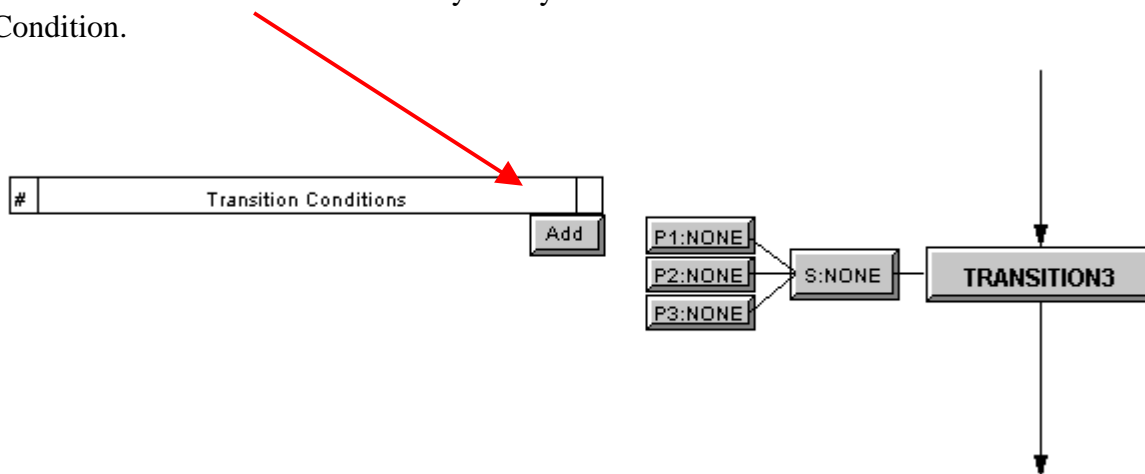 Condition.
# Transition Conditions
Add
P1:NONE
P2:NONE
S:NONE
TRANSITION3
P3:NONE